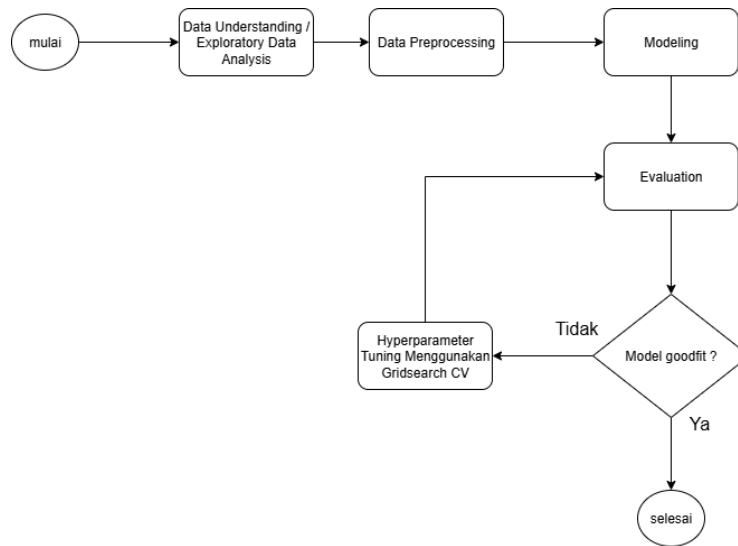 mulai
Data Understanding /
Exploratory Data
Analysis
Data Preprocessing
Modeling
Evaluation
Tidak
Hyperparameter
Tuning Menggunakan
Gridsearch CV
Model goodfit ?
Ya
selesai